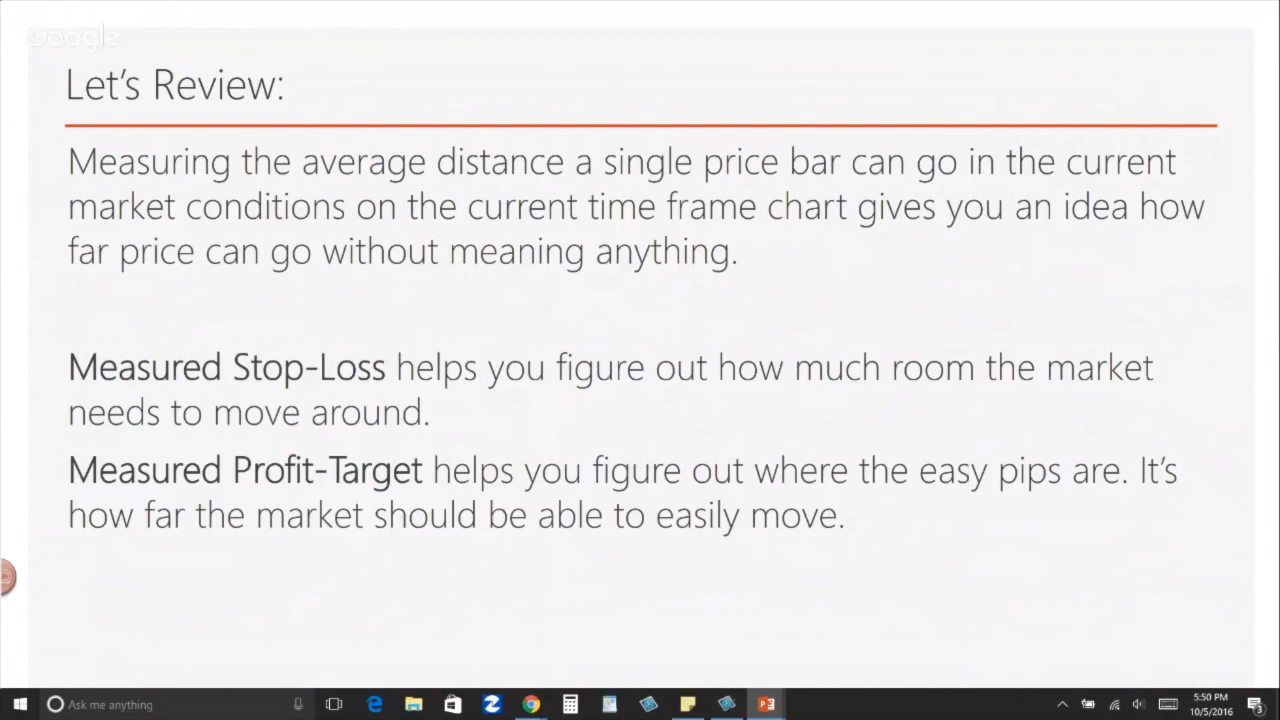 Google
Let's Review:
Measuring the average distance a single price bar can go in the current
market conditions on the current time frame chart gives you an idea how
far price can go without meaning anything.
Measured Stop-Loss helps you figure out how much room the market
needs to move around.
Measured Profit-Target helps you figure out where the easy pips are. It's
how far the market should be able to easily move.
Ask me anything
5:50 PM
10/5/2016
3